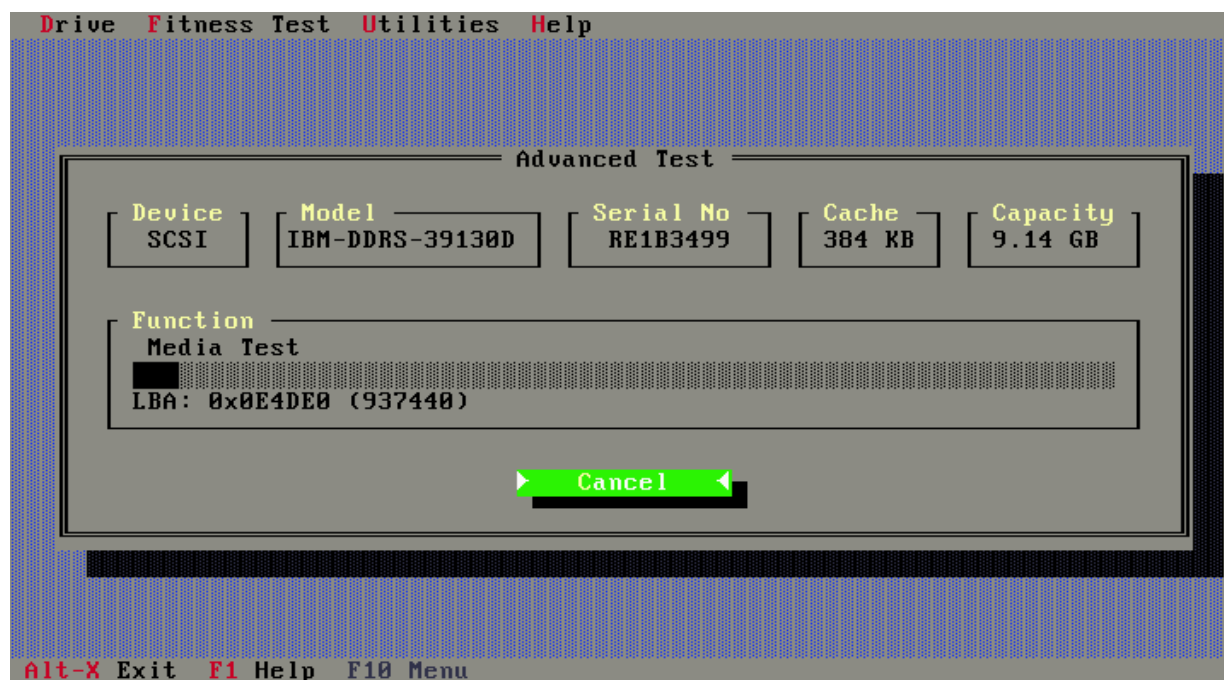 Drive Fitness Test Utilities Help
Advanced Test
Device Model Serial No Cache Capacity
SCSI IBM-DDRS-39130D RE1B3499 384 KB 9.14 GB
Function
Media Test
LBA: 0x0E4DE0 (937440)
Cancel
Alt-X Exit F1 Help F10 Menu